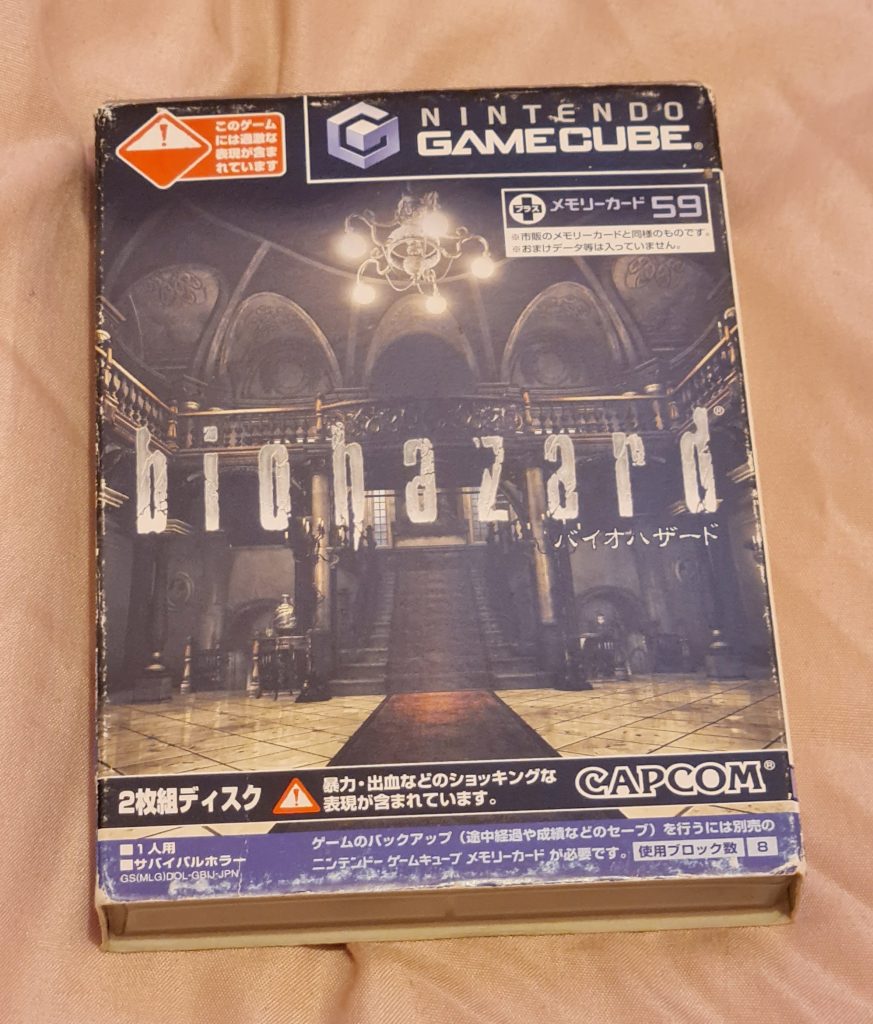 このゲーム
には過激な
表現が含ま
れています
NINTENDO
GAMECUBE®
プラス メモリーカード 59
※市販のメモリーカードと同様のものです。
※おまけデータ等は入っていません。
biohazard®
バイオハザード
2枚組ディスク
! 暴力・出血などのショッキングな
表現が含まれています。
CAPCOM®
■1人用
■サバイバルホラー
GS(MLG)DOL-GBIJ-JPN
ゲームのバックアップ(途中経過や成績などのセーブ)を行うには別売の
ニンテンドー ゲームキューブ メモリーカード が必要です。 使用ブロック数 8